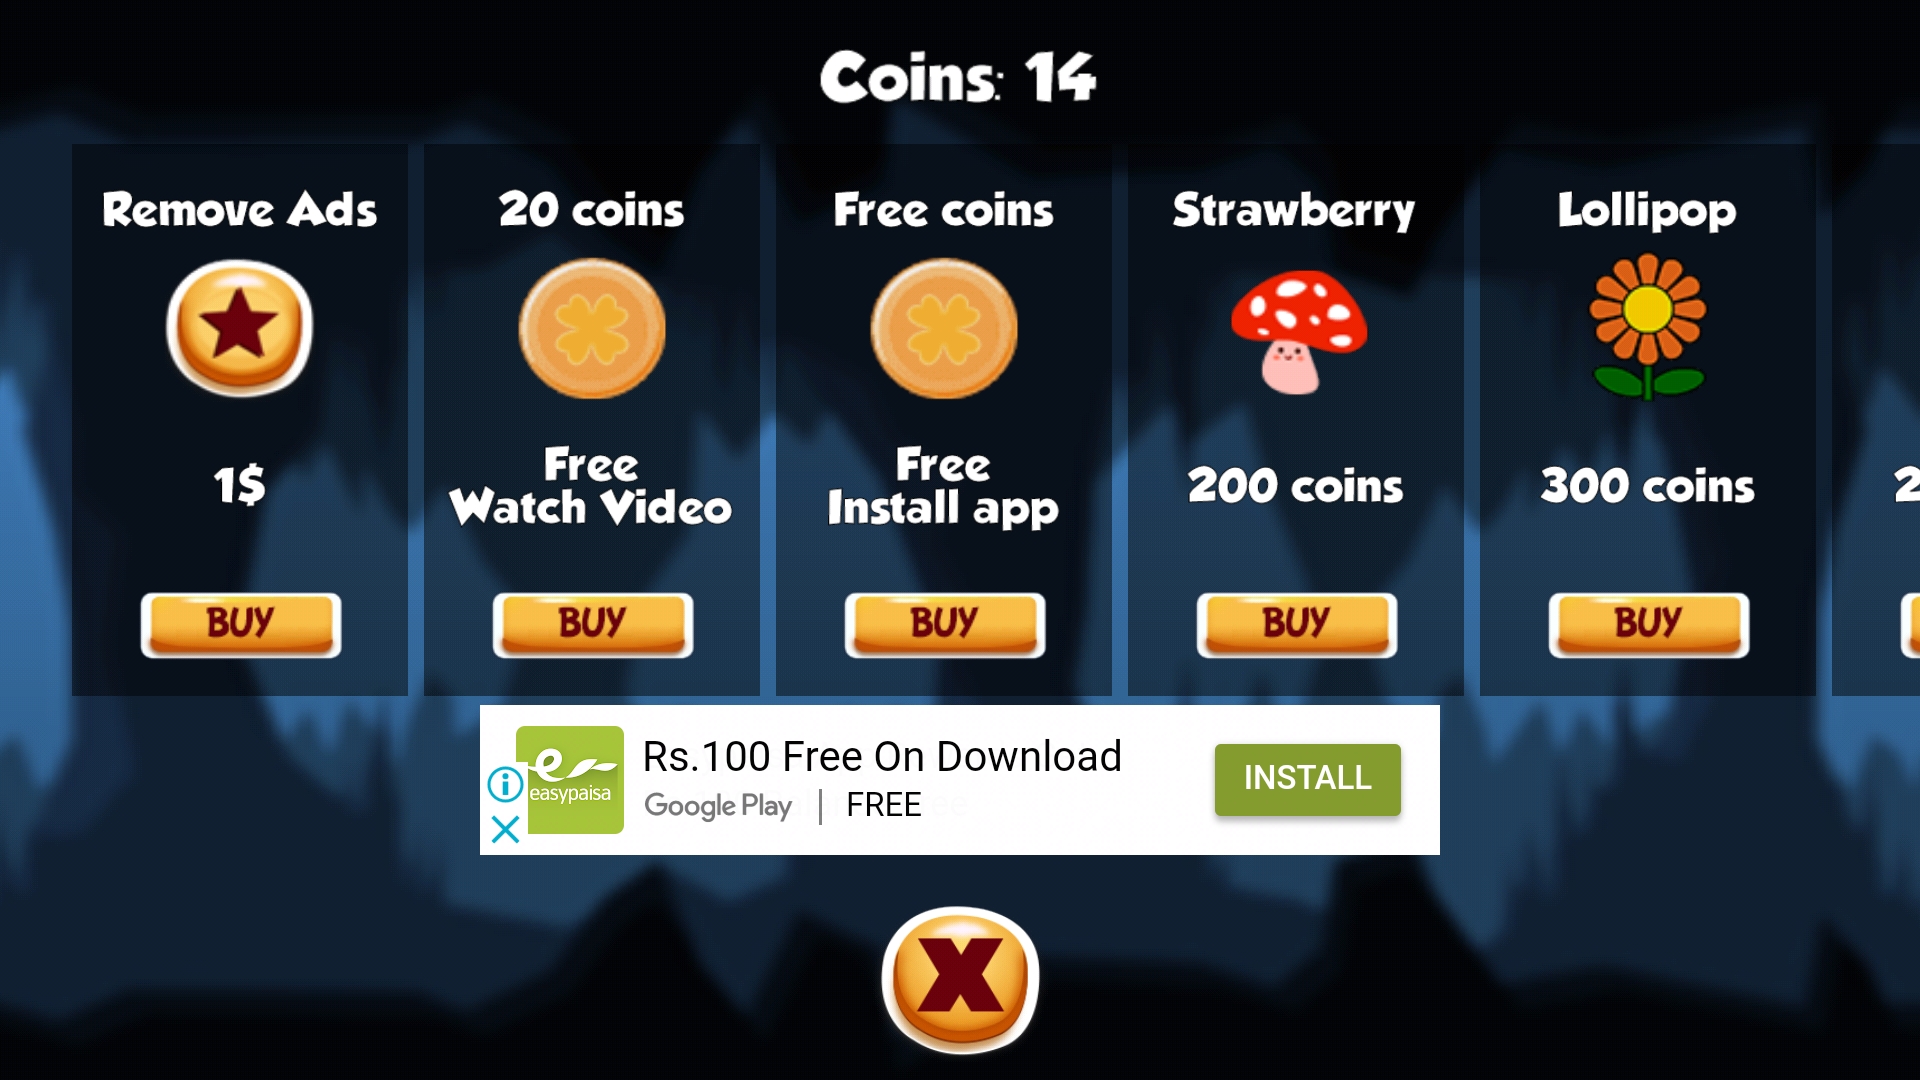 Coins: 14
Remove Ads
1$
BUY
20 coins
Free
Watch Video
BUY
Free coins
Free
Install app
BUY
Strawberry
200 coins
BUY
Lollipop
300 coins
BUY
2
easypaisa
Rs.100 Free On Download
Google Play | FREE
INSTALL
X